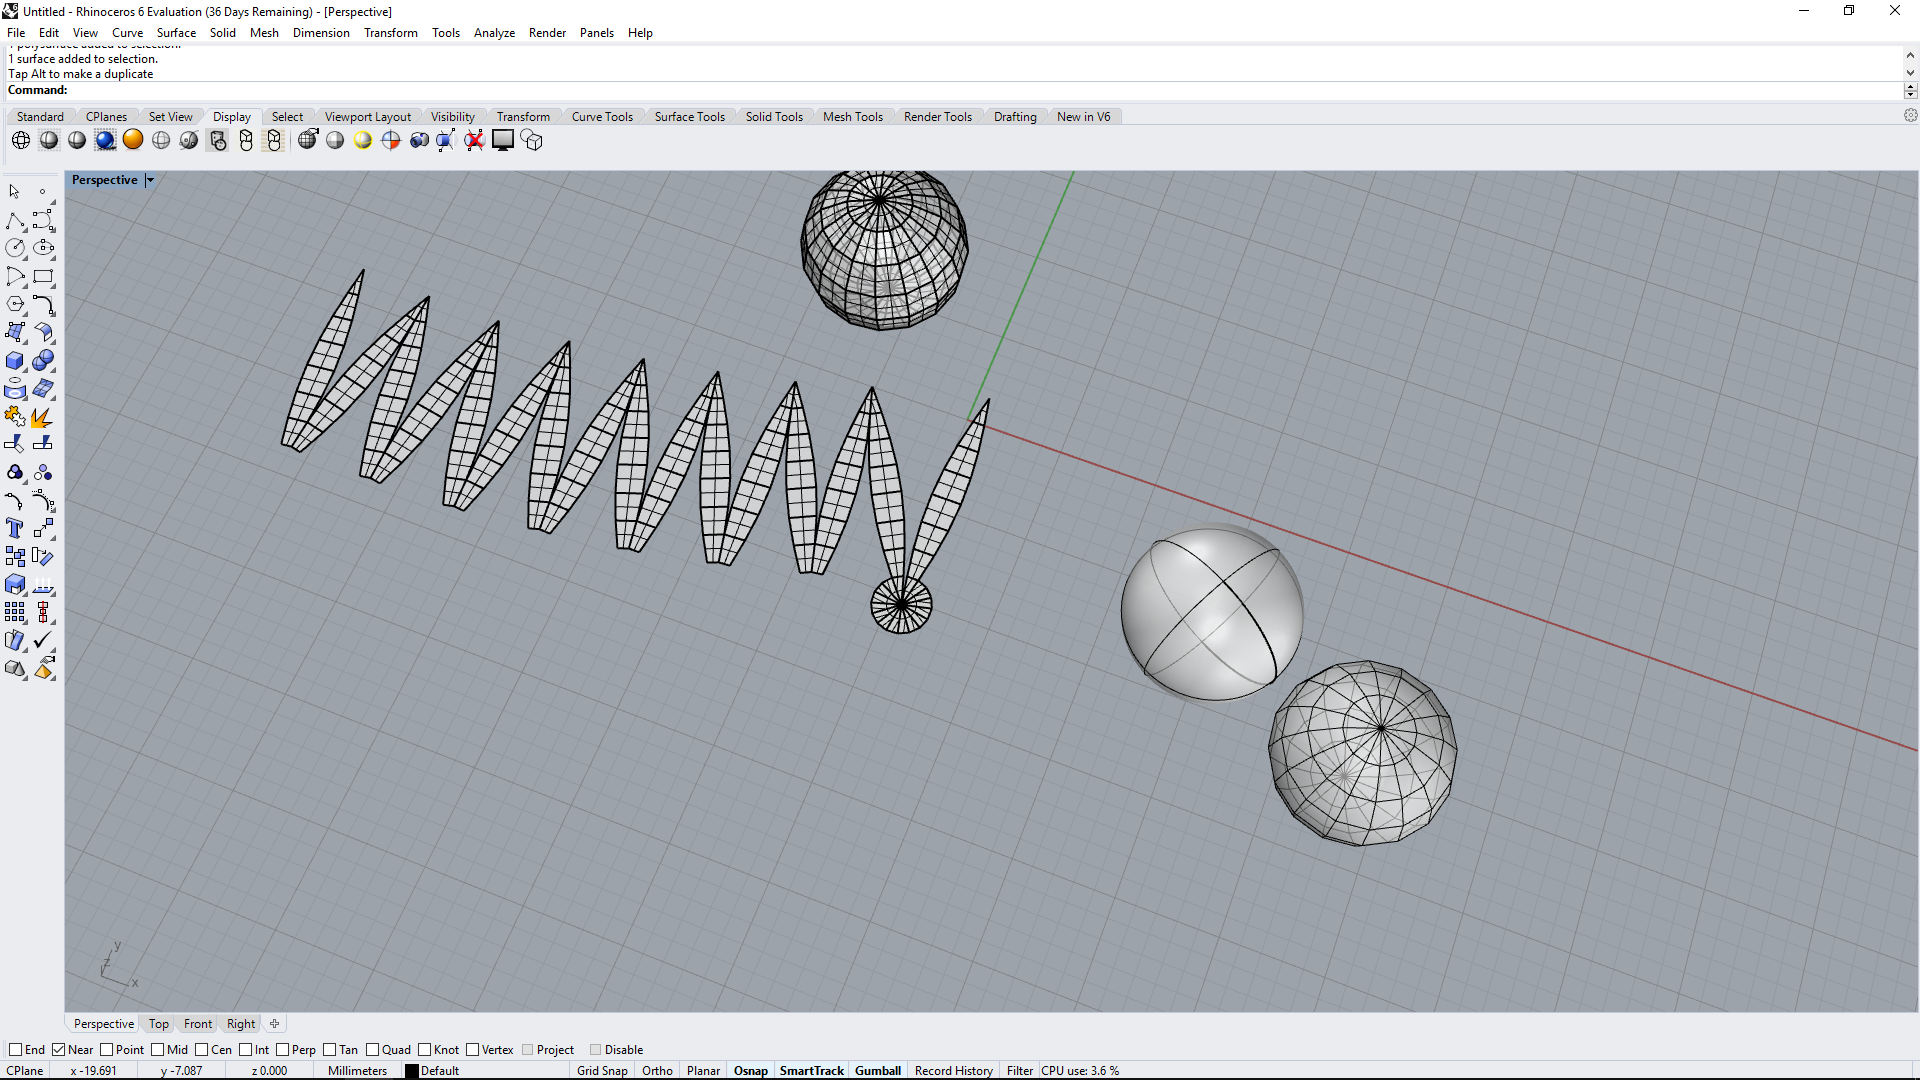 Untitled - Rhinoceros 6 Evaluation (36 Days Remaining) - [Perspective]
File Edit View Curve Surface Solid Mesh Dimension Transform Tools Analyze Render Panels Help
1 polysurface added to selection.
1 surface added to selection.
Tap Alt to make a duplicate
Command:
Standard CPlanes Set View Display Select Viewport Layout Visibility Transform Curve Tools Surface Tools Solid Tools Mesh Tools Render Tools Drafting New in V6
Perspective
y
z
x
Perspective Top Front Right
End Near Point Mid Cen Int Perp Tan Quad Knot Vertex Project Disable
CPlane x -19.691 y -7.087 z 0.000 Millimeters Default Grid Snap Ortho Planar Osnap SmartTrack Gumball Record History Filter CPU use: 3.6 %